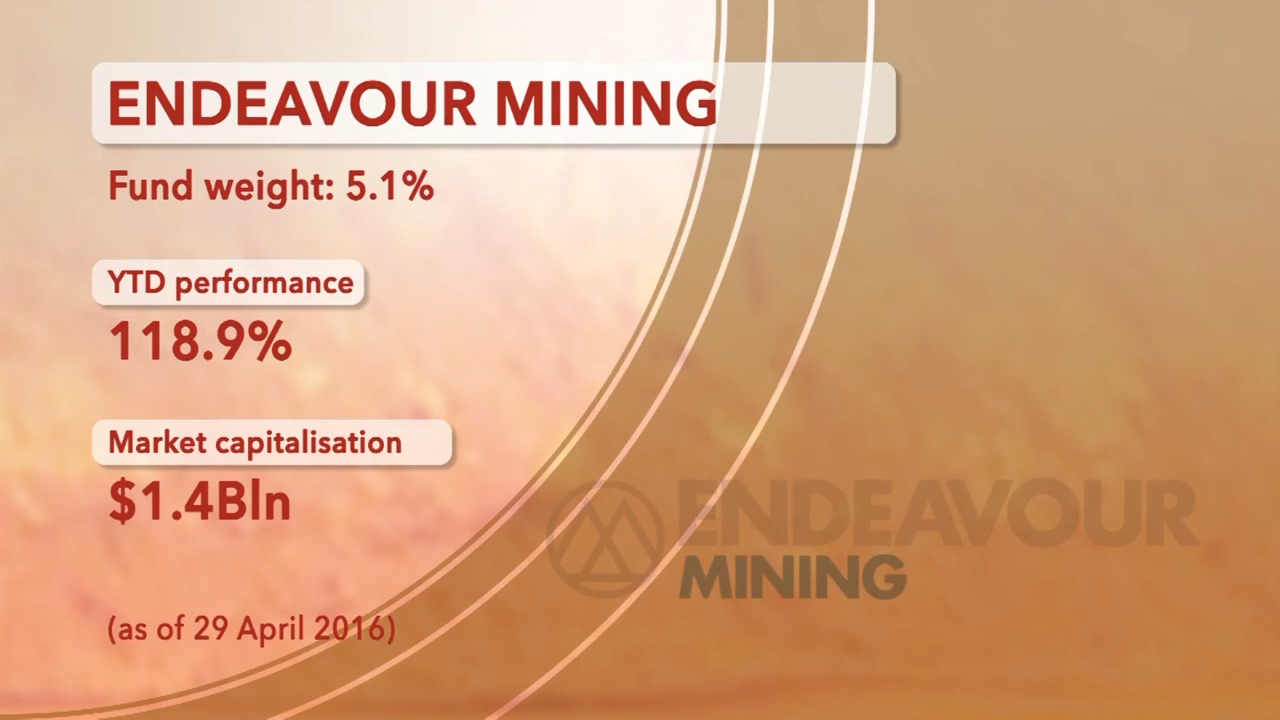 ENDEAVOUR MINING
Fund weight: 5.1%
YTD performance
118.9%
Market capitalisation
$1.4Bln
ENDEAVOUR
MINING
(as of 29 April 2016)